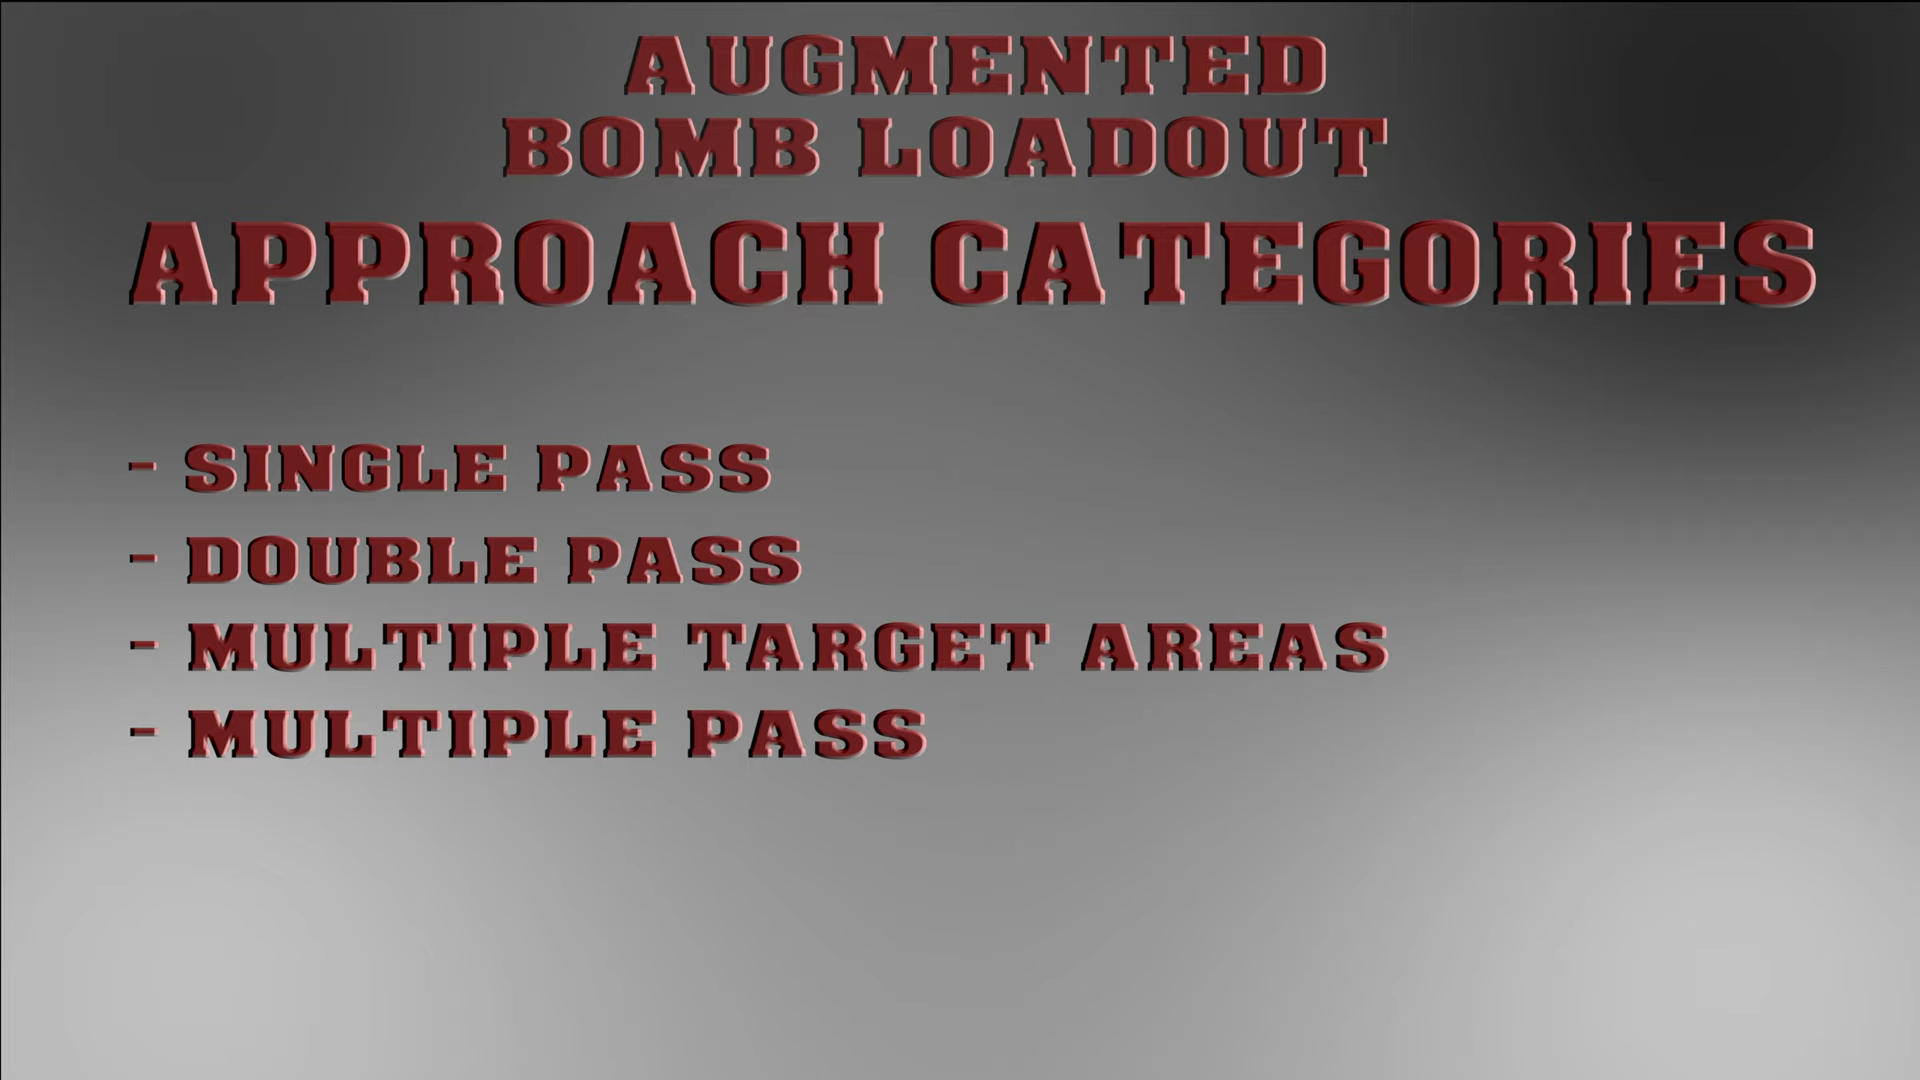 AUGMENTED
BOMB LOADOUT
APPROACH CATEGORIES
- SINGLE PASS
- DOUBLE PASS
- MULTIPLE TARGET AREAS
- MULTIPLE PASS